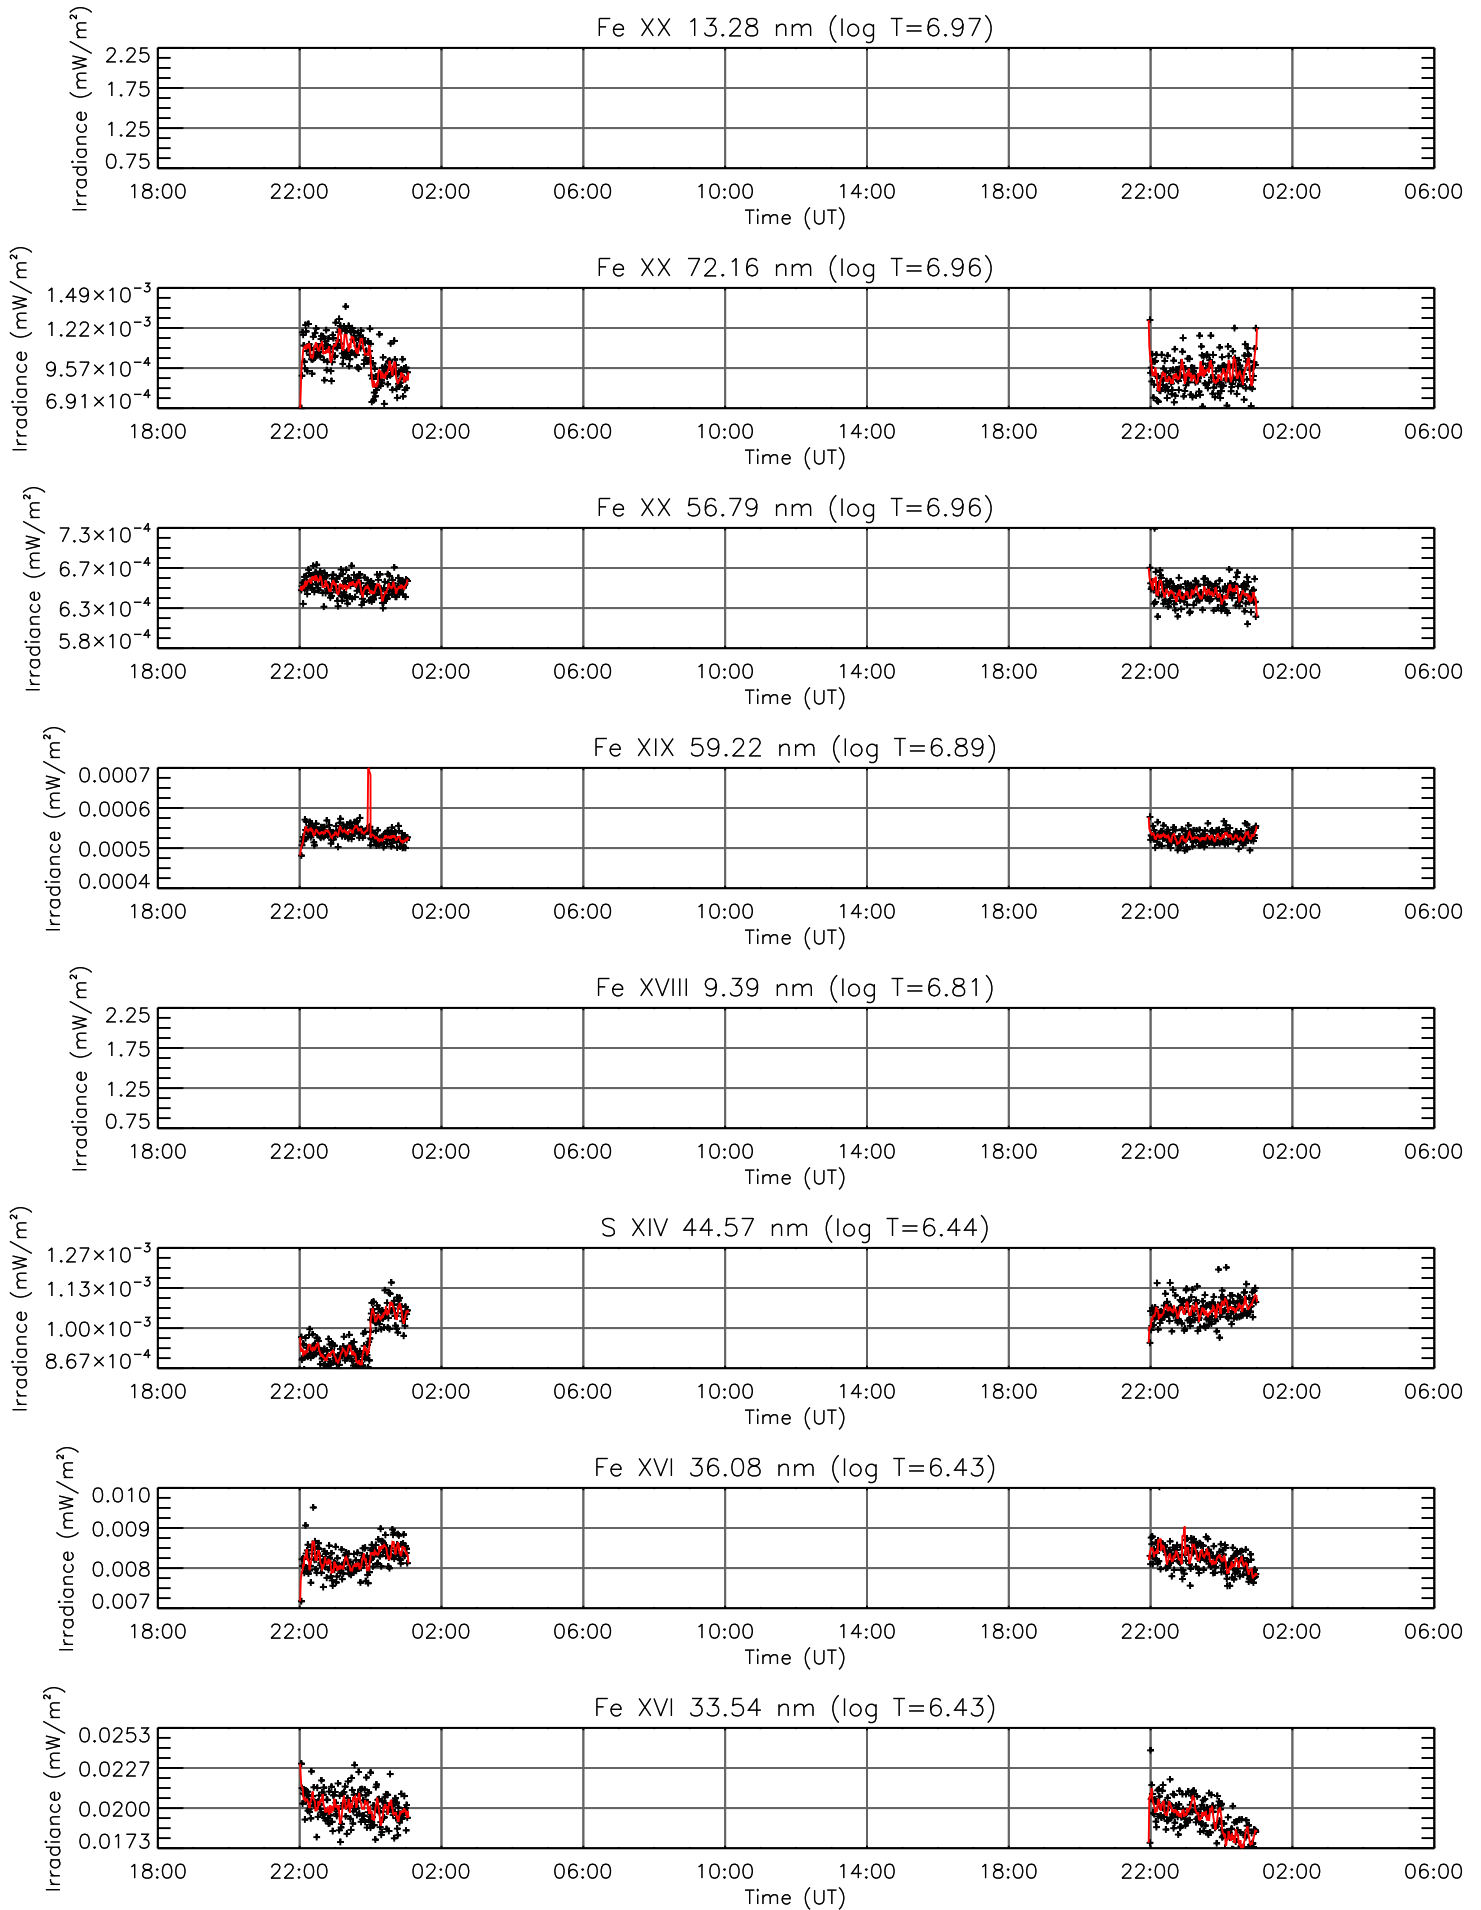 Fe XX 13.28 nm (log T=6.97)
Irradiance (mW/m²)
2.25
1.75
1.25
0.75
18:00 22:00 02:00 06:00 10:00 14:00 18:00 22:00 02:00 06:00
Time (UT)
Fe XX 72.16 nm (log T=6.96)
Irradiance (mW/m²)
1.49×10⁻³
1.22×10⁻³
9.57×10⁻⁴
6.91×10⁻⁴
18:00 22:00 02:00 06:00 10:00 14:00 18:00 22:00 02:00 06:00
Time (UT)
Fe XX 56.79 nm (log T=6.96)
Irradiance (mW/m²)
7.3×10⁻⁴
6.7×10⁻⁴
6.3×10⁻⁴
5.8×10⁻⁴
18:00 22:00 02:00 06:00 10:00 14:00 18:00 22:00 02:00 06:00
Time (UT)
Fe XIX 59.22 nm (log T=6.89)
Irradiance (mW/m²)
0.0007
0.0006
0.0005
0.0004
18:00 22:00 02:00 06:00 10:00 14:00 18:00 22:00 02:00 06:00
Time (UT)
Fe XVIII 9.39 nm (log T=6.81)
Irradiance (mW/m²)
2.25
1.75
1.25
0.75
18:00 22:00 02:00 06:00 10:00 14:00 18:00 22:00 02:00 06:00
Time (UT)
S XIV 44.57 nm (log T=6.44)
Irradiance (mW/m²)
1.27×10⁻³
1.13×10⁻³
1.00×10⁻³
8.67×10⁻⁴
18:00 22:00 02:00 06:00 10:00 14:00 18:00 22:00 02:00 06:00
Time (UT)
Fe XVI 36.08 nm (log T=6.43)
Irradiance (mW/m²)
0.010
0.009
0.008
0.007
18:00 22:00 02:00 06:00 10:00 14:00 18:00 22:00 02:00 06:00
Time (UT)
Fe XVI 33.54 nm (log T=6.43)
Irradiance (mW/m²)
0.0253
0.0227
0.0200
0.0173
18:00 22:00 02:00 06:00 10:00 14:00 18:00 22:00 02:00 06:00
Time (UT)